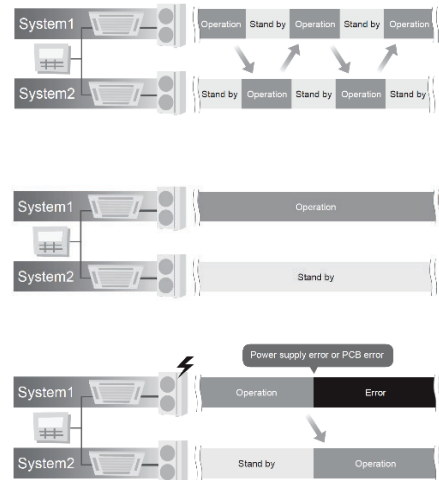 System1 Operation Stand by Operation Stand by Operation
System2 Stand by Operation Stand by Operation Stand by
System1 Operation
System2 Stand by
Power supply error or PCB error
System1 Operation Error
System2 Stand by Operation